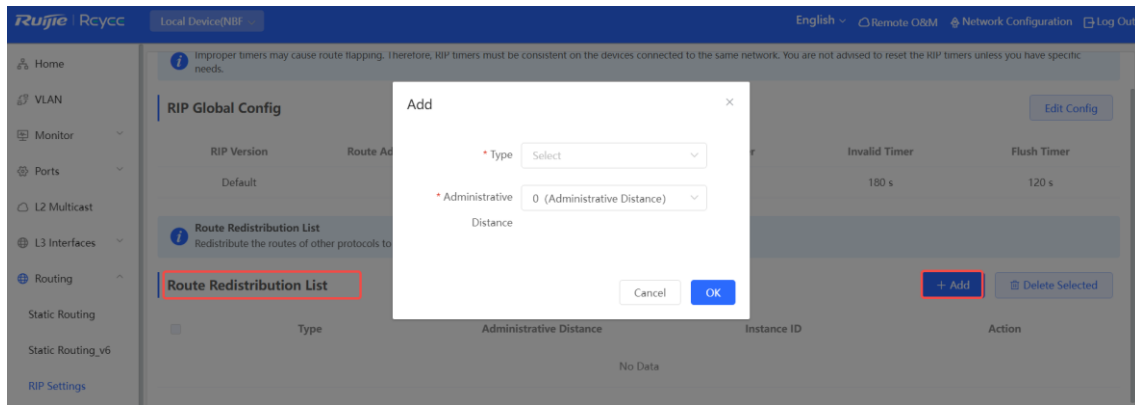 Ruijie | Rcycc
Local Device(NBF
English
Remote O&M
Network Configuration
Log Out
Home
VLAN
Monitor
Ports
L2 Multicast
L3 Interfaces
Routing
Static Routing
Static Routing_v6
RIP Settings
Improper timers may cause route flapping. Therefore, RIP timers must be consistent on the devices connected to the same network. You are not advised to reset the RIP timers unless you have specific
needs.
RIP Global Config
Edit Config
RIP Version
Route Ad
Invalid Timer
Flush Timer
Default
180 s
120 s
Route Redistribution List
Redistribute the routes of other protocols to
Route Redistribution List
+ Add
Delete Selected
Type
Administrative Distance
Instance ID
Action
No Data
Add
* Type
Select
* Administrative
Distance
0 (Administrative Distance)
Cancel
OK